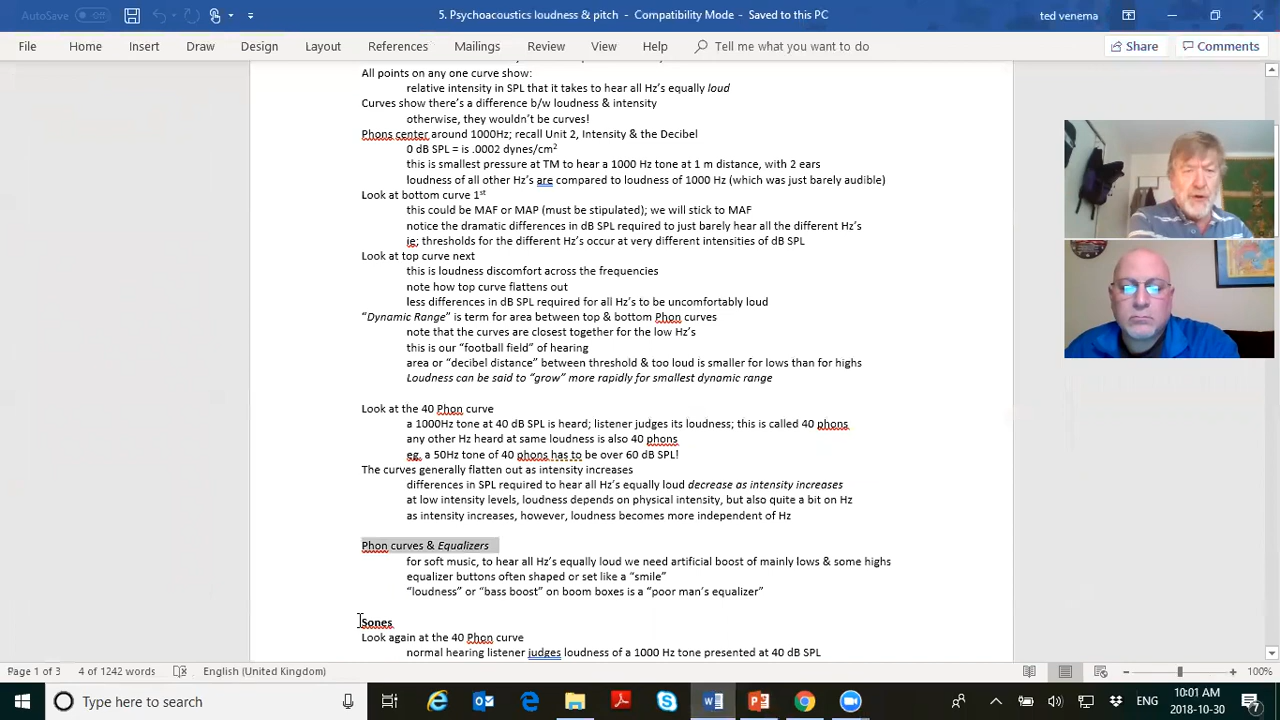 AutoSave Off
5. Psychoacoustics loudness & pitch - Compatibility Mode - Saved to this PC
ted venema
File Home Insert Draw Design Layout References Mailings Review View Help Tell me what you want to do Share Comments
All points on any one curve show:
relative intensity in SPL that it takes to hear all Hz's equally loud
Curves show there's a difference b/w loudness & intensity
otherwise, they wouldn't be curves!
Phons center around 1000Hz; recall Unit 2, Intensity & the Decibel
0 dB SPL = is .0002 dynes/cm2
this is smallest pressure at TM to hear a 1000 Hz tone at 1 m distance, with 2 ears
loudness of all other Hz's are compared to loudness of 1000 Hz (which was just barely audible)
Look at bottom curve 1st
this could be MAF or MAP (must be stipulated); we will stick to MAF
notice the dramatic differences in dB SPL required to just barely hear all the different Hz's
ie; thresholds for the different Hz's occur at very different intensities of dB SPL
Look at top curve next
this is loudness discomfort across the frequencies
note how top curve flattens out
less differences in dB SPL required for all Hz's to be uncomfortably loud
"Dynamic Range" is term for area between top & bottom Phon curves
note that the curves are closest together for the low Hz's
this is our "football field" of hearing
area or "decibel distance" between threshold & too loud is smaller for lows than for highs
Loudness can be said to "grow" more rapidly for smallest dynamic range
Look at the 40 Phon curve
a 1000Hz tone at 40 dB SPL is heard; listener judges its loudness; this is called 40 phons
any other Hz heard at same loudness is also 40 phons
eg. a 50Hz tone of 40 phons has to be over 60 dB SPL!
The curves generally flatten out as intensity increases
differences in SPL required to hear all Hz's equally loud decrease as intensity increases
at low intensity levels, loudness depends on physical intensity, but also quite a bit on Hz
as intensity increases, however, loudness becomes more independent of Hz
Phon curves & Equalizers
for soft music, to hear all Hz's equally loud we need artificial boost of mainly lows & some highs
equalizer buttons often shaped or set like a "smile"
"loudness" or "bass boost" on boom boxes is a "poor man's equalizer"
Sones
Look again at the 40 Phon curve
normal hearing listener judges loudness of a 1000 Hz tone presented at 40 dB SPL
Page 1 of 3 4 of 1242 words English (United Kingdom) 100%
Type here to search
ENG
10:01 AM
2018-10-30
7